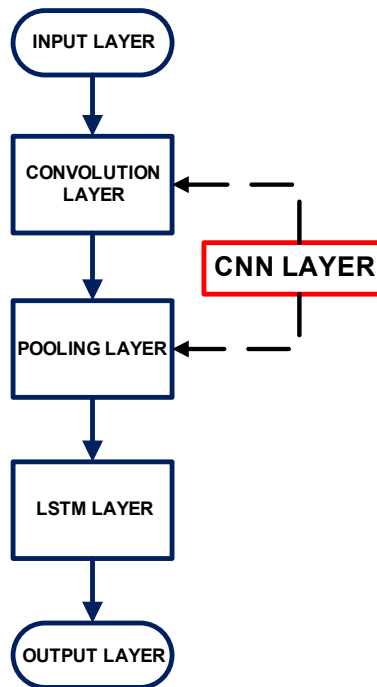 INPUT LAYER
CONVOLUTION
LAYER
CNN LAYER
POOLING LAYER
LSTM LAYER
OUTPUT LAYER